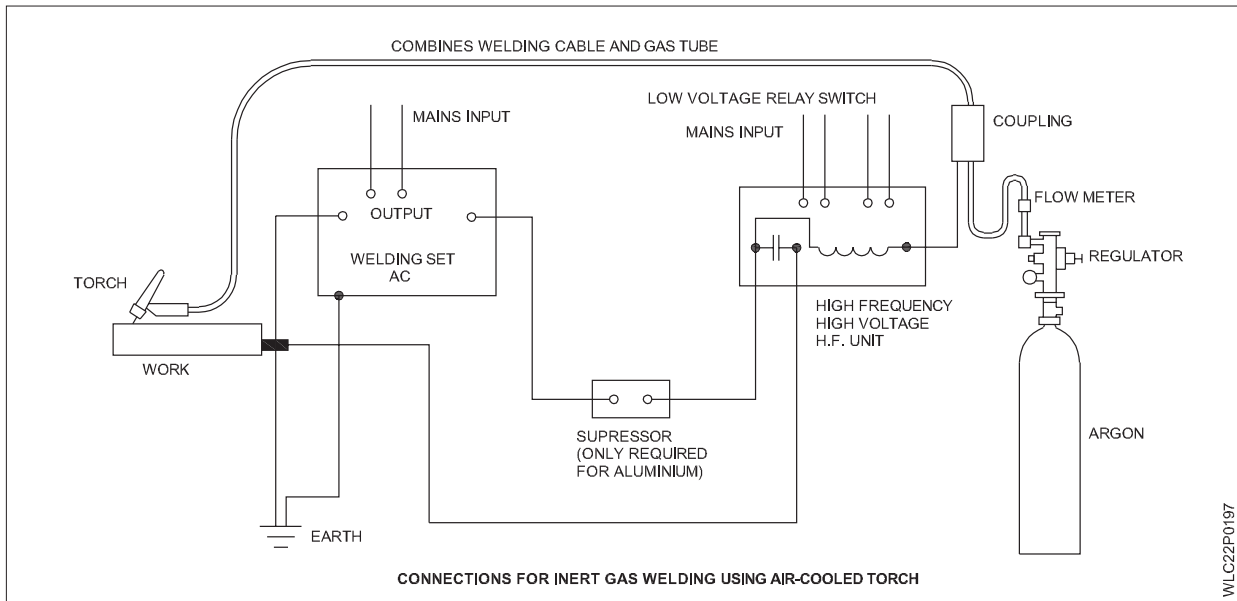 COMBINES WELDING CABLE AND GAS TUBE
LOW VOLTAGE RELAY SWITCH
MAINS INPUT
MAINS INPUT
COUPLING
FLOW METER
OUTPUT
WELDING SET
AC
REGULATOR
TORCH
HIGH FREQUENCY
HIGH VOLTAGE
H.F. UNIT
WORK
SUPRESSOR
(ONLY REQUIRED
FOR ALUMINIUM)
ARGON
EARTH
CONNECTIONS FOR INERT GAS WELDING USING AIR-COOLED TORCH
WLC22P0197